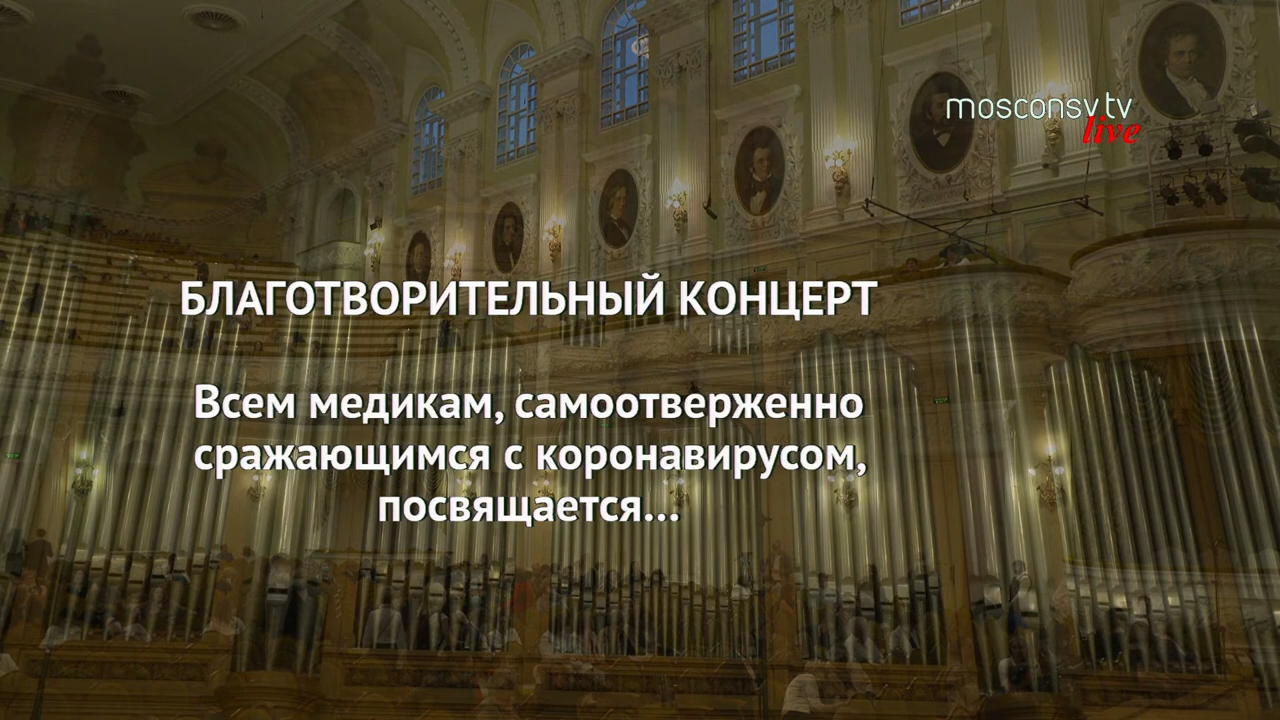 mosconsv tv
live
БЛАГОТВОРИТЕЛЬНЫЙ КОНЦЕРТ
Всем медикам, самоотверженно
сражающимся с коронавирусом,
посвящается...